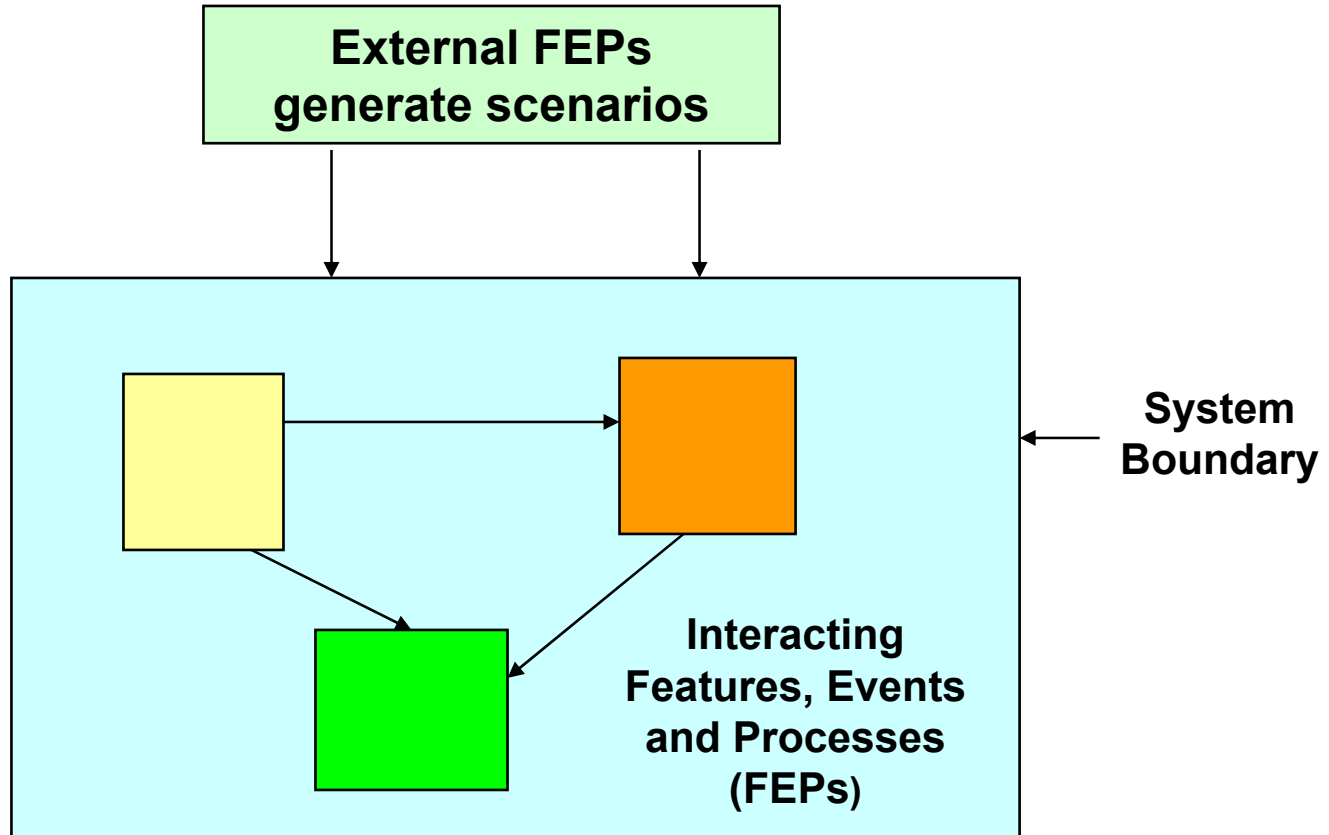 External FEPs
generate scenarios
System
Boundary
Interacting
Features, Events
and Processes
(FEPs)